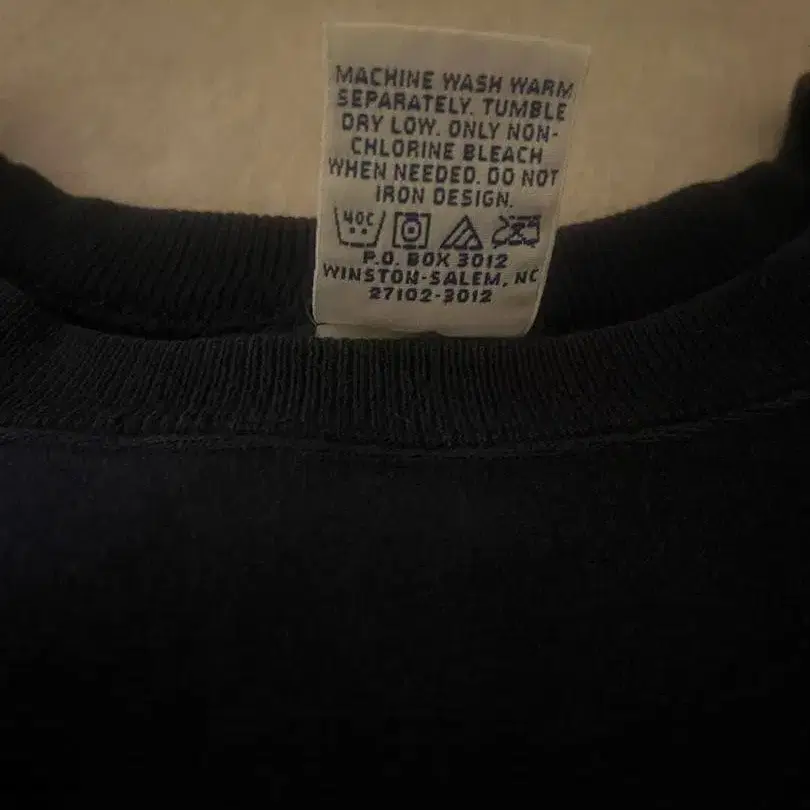 MACHINE WASH WARM
SEPARATELY. TUMBLE
DRY LOW. ONLY NON-
CHLORINE BLEACH
WHEN NEEDED. DO NOT
IRON DESIGN.
40C
P.O. BOX 3012
WINSTON-SALEM, NC
27102-3012